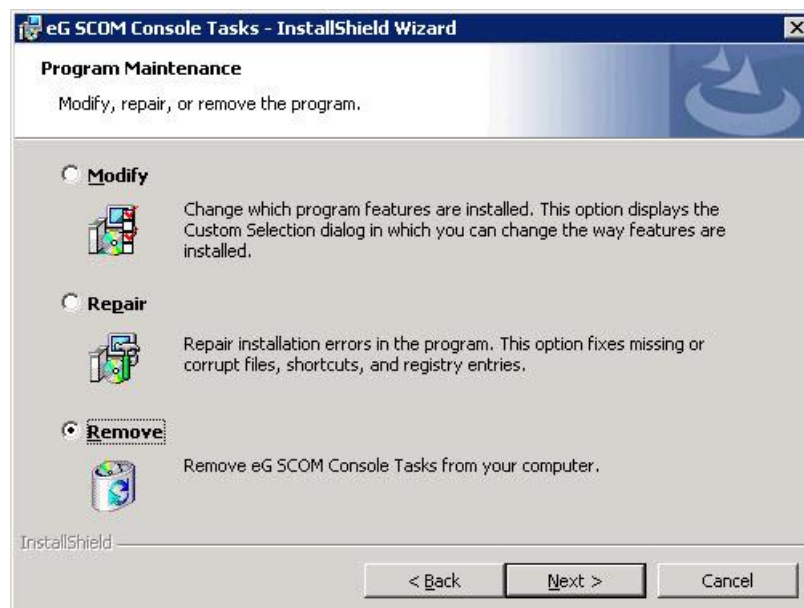 eG SCOM Console Tasks - InstallShield Wizard
Program Maintenance
Modify, repair, or remove the program.
Modify
Change which program features are installed. This option displays the
Custom Selection dialog in which you can change the way features are
installed.
Repair
Repair installation errors in the program. This option fixes missing or
corrupt files, shortcuts, and registry entries.
Remove
Remove eG SCOM Console Tasks from your computer.
InstallShield
< Back Next > Cancel